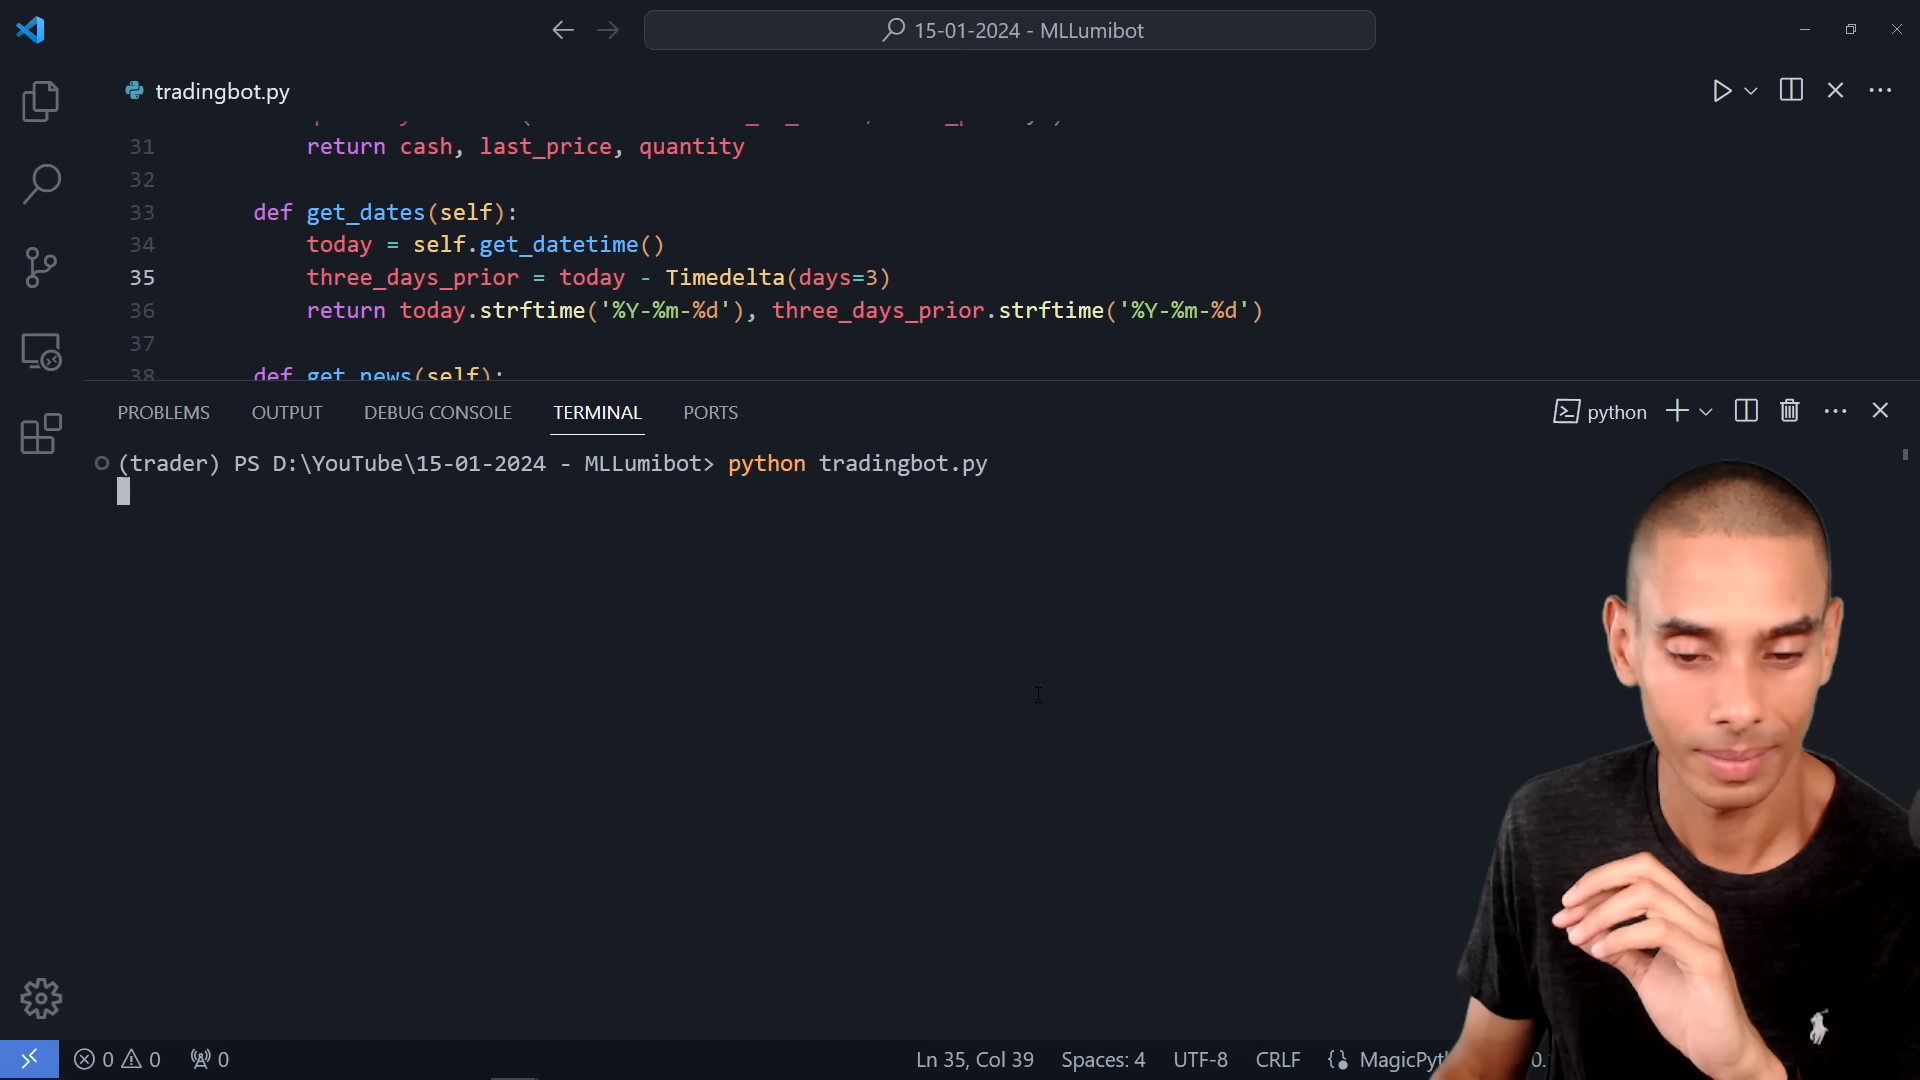 15-01-2024 - MLLumibot
tradingbot.py
31 return cash, last_price, quantity
32
33 def get_dates(self):
34 today = self.get_datetime()
35 three_days_prior = today - Timedelta(days=3)
36 return today.strftime('%Y-%m-%d'), three_days_prior.strftime('%Y-%m-%d')
37
38 def get_news(self):
PROBLEMS OUTPUT DEBUG CONSOLE TERMINAL PORTS python
(trader) PS D:\YouTube\15-01-2024 - MLLumibot> python tradingbot.py
0 0 0 Ln 35, Col 39 Spaces: 4 UTF-8 CRLF